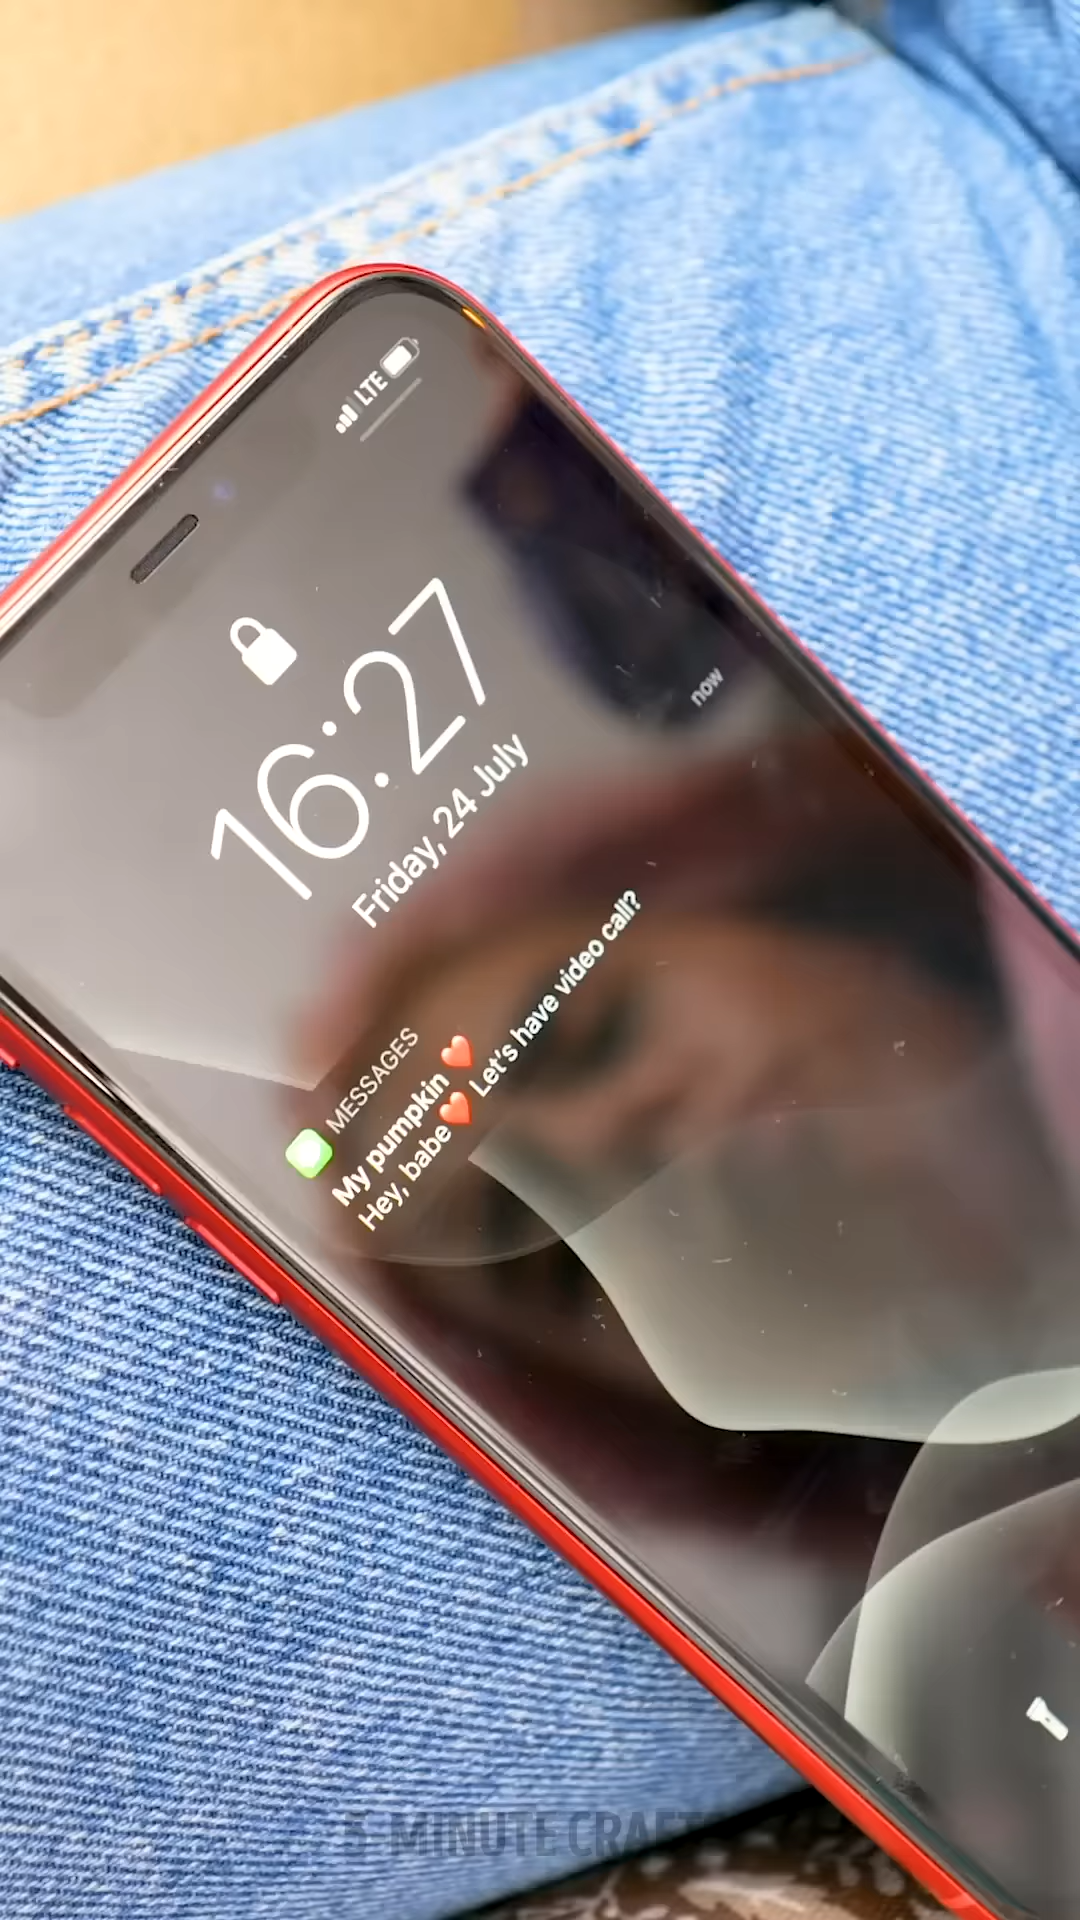 LTE
16:27
Friday, 24 July
MESSAGES
now
My pumpkin ❤️
Hey, babe❤️ Let's have video call?
5-MINUTE CRAFTS